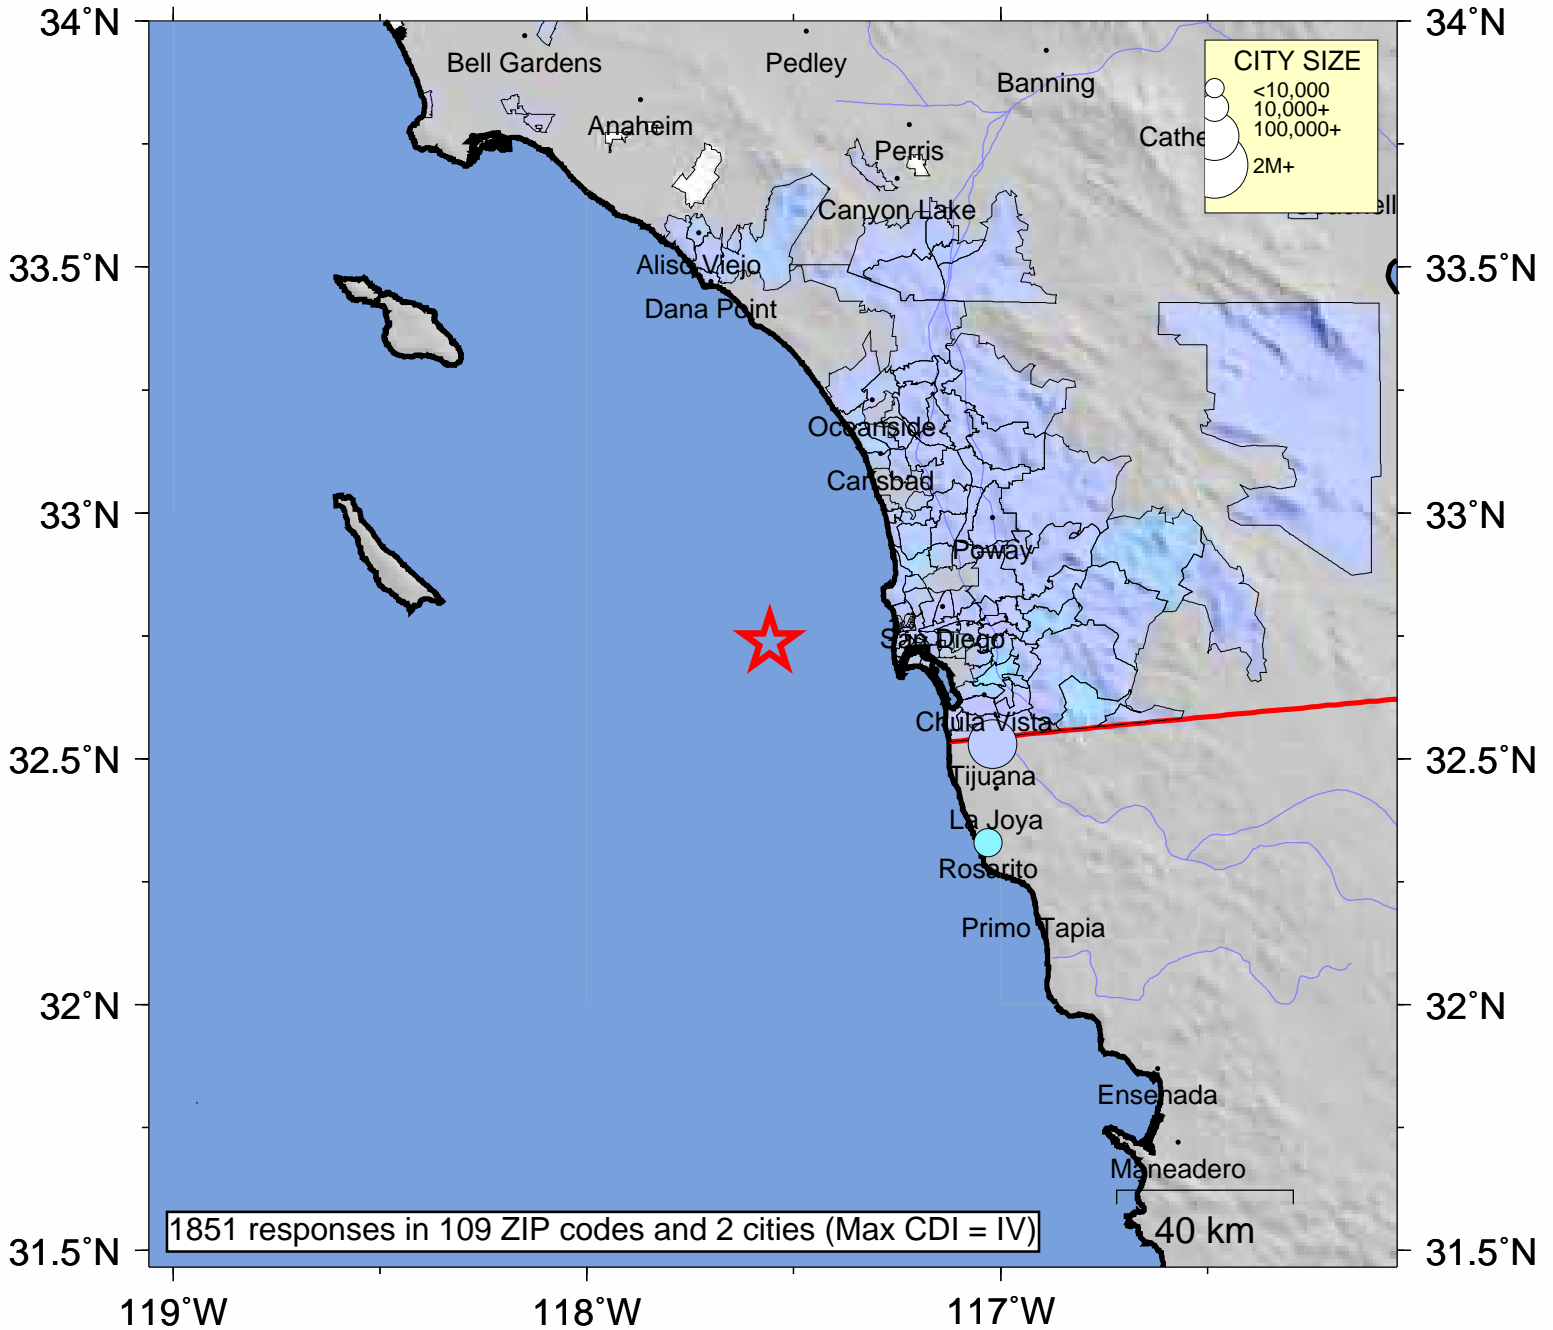 34˚N
34˚N
Bell Gardens
Pedley
Banning
CITY SIZE
<10,000
10,000+
100,000+
2M+
Anaheim
Perris
Cathe
Canyon Lake
33.5˚N
Aliso Viejo
33.5˚N
Dana Point
Oceanside
Carlsbad
33˚N
33˚N
Poway
San Diego
Chula Vista
32.5˚N
32.5˚N
Tijuana
La Joya
Rosarito
Primo Tapia
32˚N
32˚N
Ensenada
Maneadero
1851 responses in 109 ZIP codes and 2 cities (Max CDI = IV)
40 km
31.5˚N
31.5˚N
119˚W
118˚W
117˚W